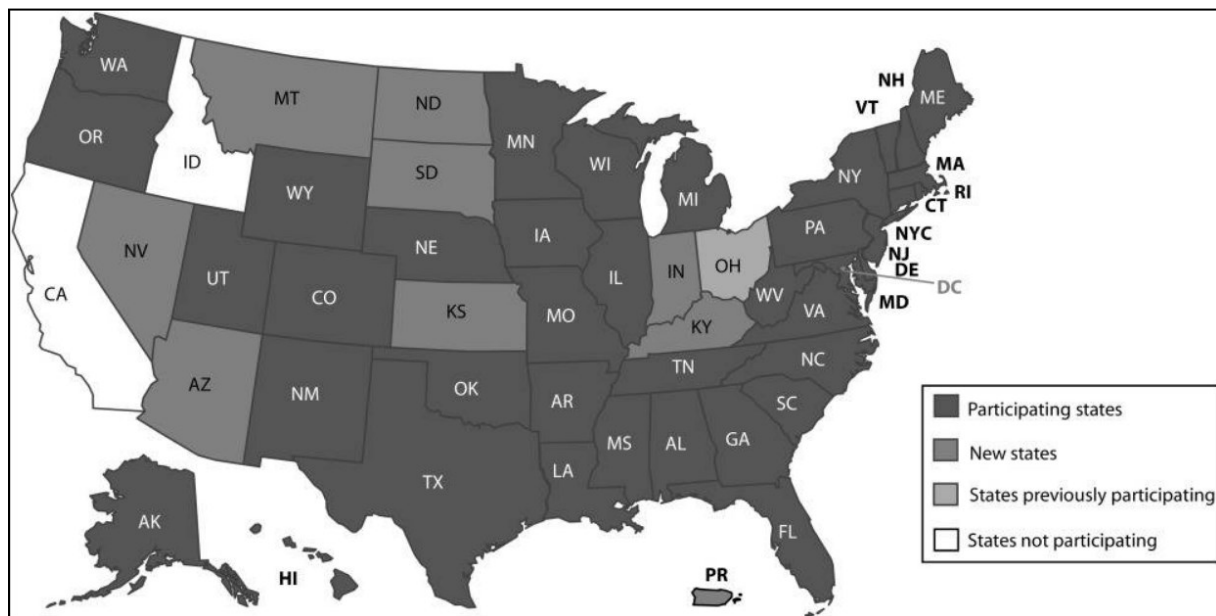 WA
MT
ND
OR
ID
MN
WI
SD
WY
MI
NH
VT
ME
NY
MA
RI
CT
NYC
NJ
DE
DC
MD
PA
NV
CA
UT
CO
NE
IA
IL
IN
OH
WV
VA
KS
MO
KY
AZ
NM
OK
AR
TN
NC
SC
TX
LA
MS
AL
GA
FL
AK
HI
PR
Participating states
New states
States previously participating
States not participating